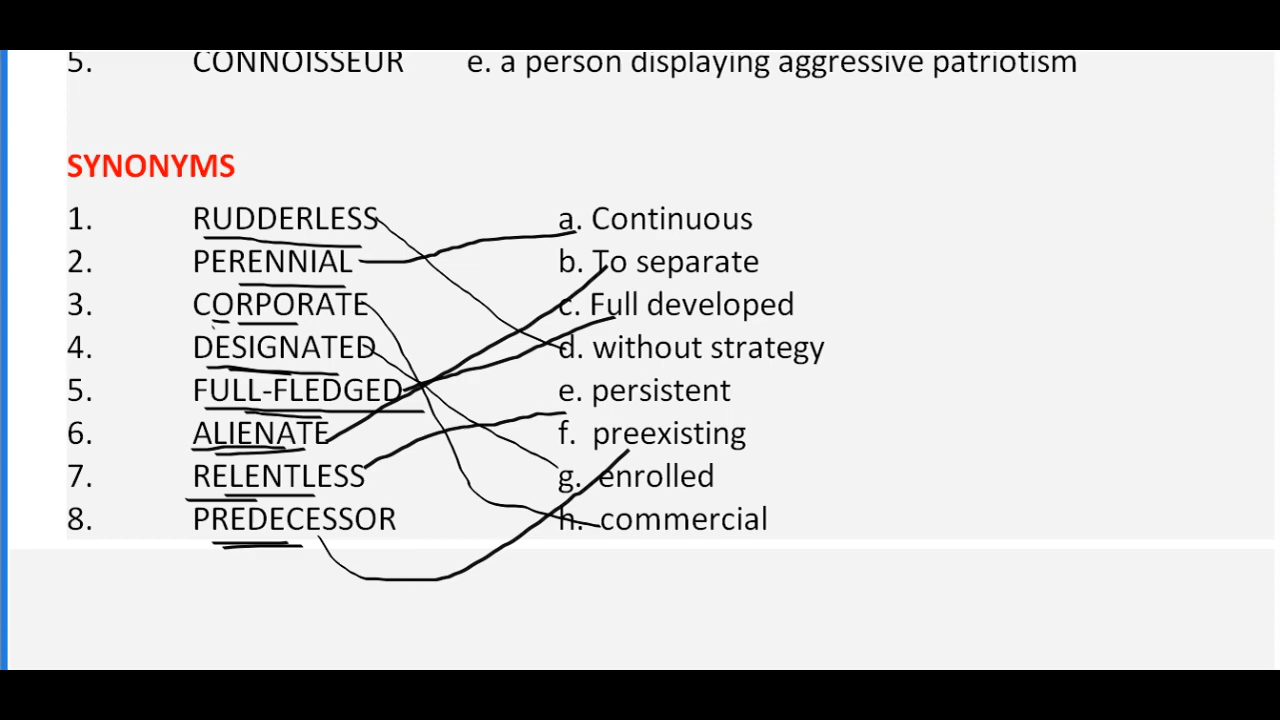 5. CONNOISSEUR e. a person displaying aggressive patriotism
SYNONYMS
1. RUDDERLESS a. Continuous
2. PERENNIAL b. To separate
3. CORPORATE c. Full developed
4. DESIGNATED d. without strategy
5. FULL-FLEDGED e. persistent
6. ALIENATE f. preexisting
7. RELENTLESS g. enrolled
8. PREDECESSOR h. commercial